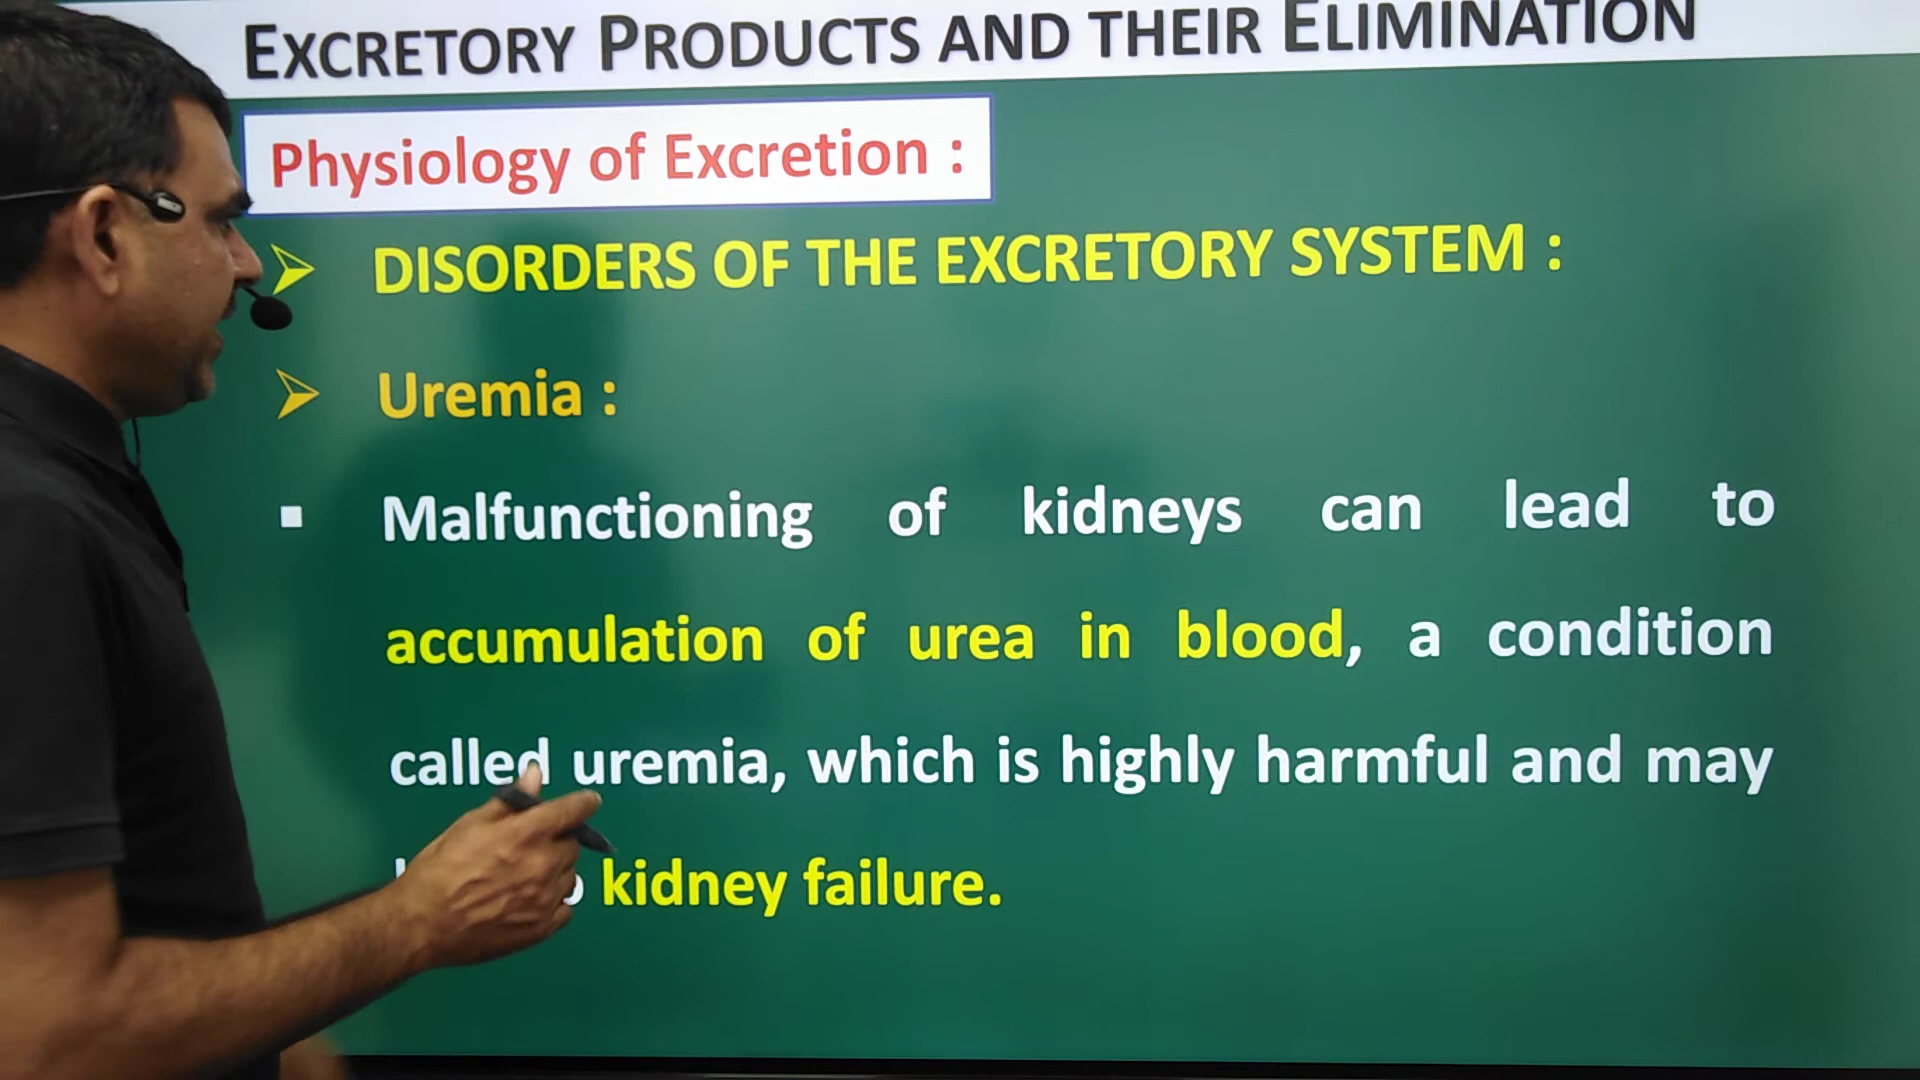 EXCRETORY PRODUCTS AND THEIR ELIMINATION
Physiology of Excretion :
DISORDERS OF THE EXCRETORY SYSTEM :
Uremia :
Malfunctioning of kidneys can lead to
accumulation of urea in blood, a condition
called uremia, which is highly harmful and may
kidney failure.